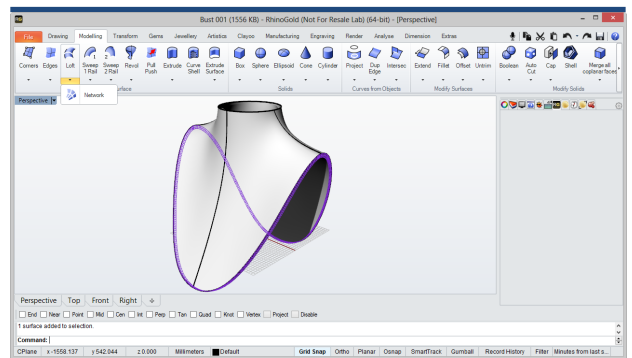 Bust 001 (1556 KB) - RhinoGold (Not For Resale Lab) (64-bit) - [Perspective]
File Drawing Modelling Transform Gems Jewellery Artistics Clayoo Manufacturing Engraving Render Analyse Dimension Extras
Corners Edges Loft Sweep 1 Rail Sweep 2 Rail Revol Pull Push Extrude Curve Shell Extrude Surface Box Sphere Ellipsoid Cone Cylinder Project Dup Edge Intersec Extend Fillet Offset Untrim Boolean Auto Cut Cap Shell Merge all coplanar faces
urface Solids Curves from Objects Modify Surfaces Modify Solids
Network
Perspective
Perspective Top Front Right
End Near Point Mid Cen Int Perp Tan Quad Knot Vertex Project Disable
1 surface added to selection.
Command:
CPlane x -1558.137 y 542.044 z 0.000 Millimeters Default Grid Snap Ortho Planar Osnap SmartTrack Gumball Record History Filter Minutes from last s...